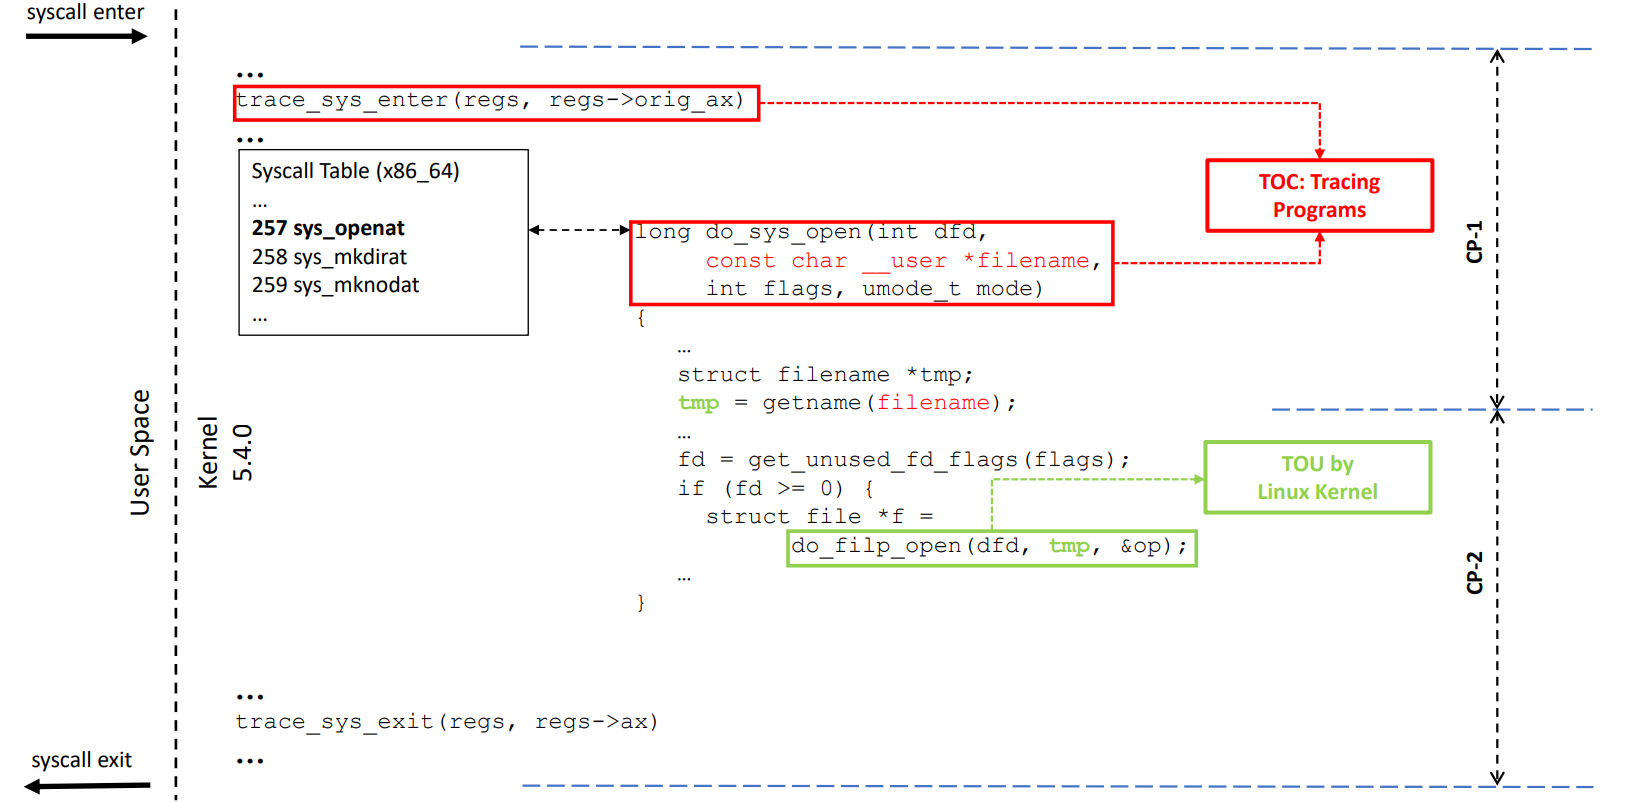 syscall enter
…
trace_sys_enter(regs, regs->orig_ax)
…
Syscall Table (x86_64)
…
257 sys_openat
258 sys_mkdirat
259 sys_mknodat
…
long do_sys_open(int dfd,
const char __user *filename,
int flags, umode_t mode)
{
…
struct filename *tmp;
tmp = getname(filename);
…
fd = get_unused_fd_flags(flags);
if (fd >= 0) {
struct file *f =
do_filp_open(dfd, tmp, &op);
…
}
TOC: Tracing
Programs
TOU by
Linux Kernel
CP-1
CP-2
User Space
Kernel
5.4.0
…
trace_sys_exit(regs, regs->ax)
…
syscall exit